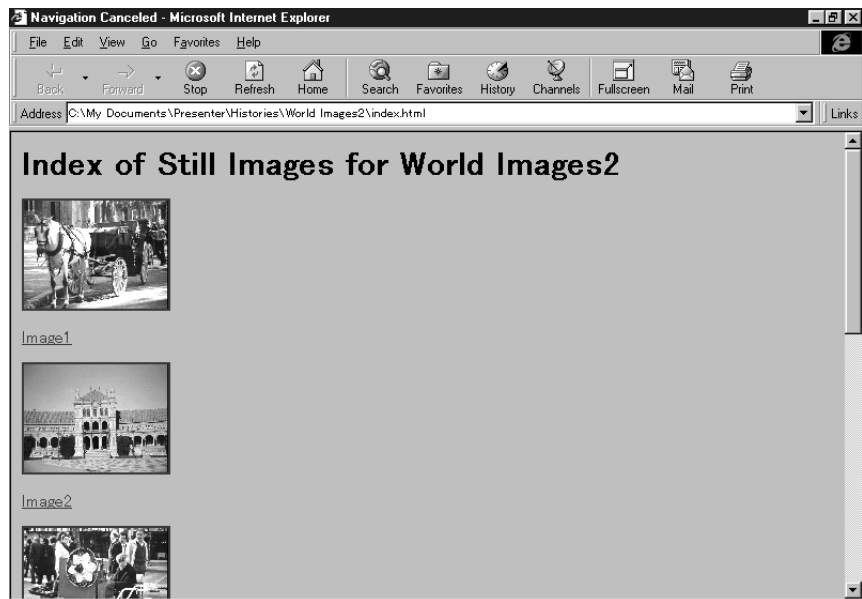 Navigation Canceled - Microsoft Internet Explorer
File Edit View Go Favorites Help
Back Forward Stop Refresh Home Search Favorites History Channels Fullscreen Mail Print
Address C:\My Documents\Presenter\Histories\World Images2\index.html Links
Index of Still Images for World Images2
Image1
Image2